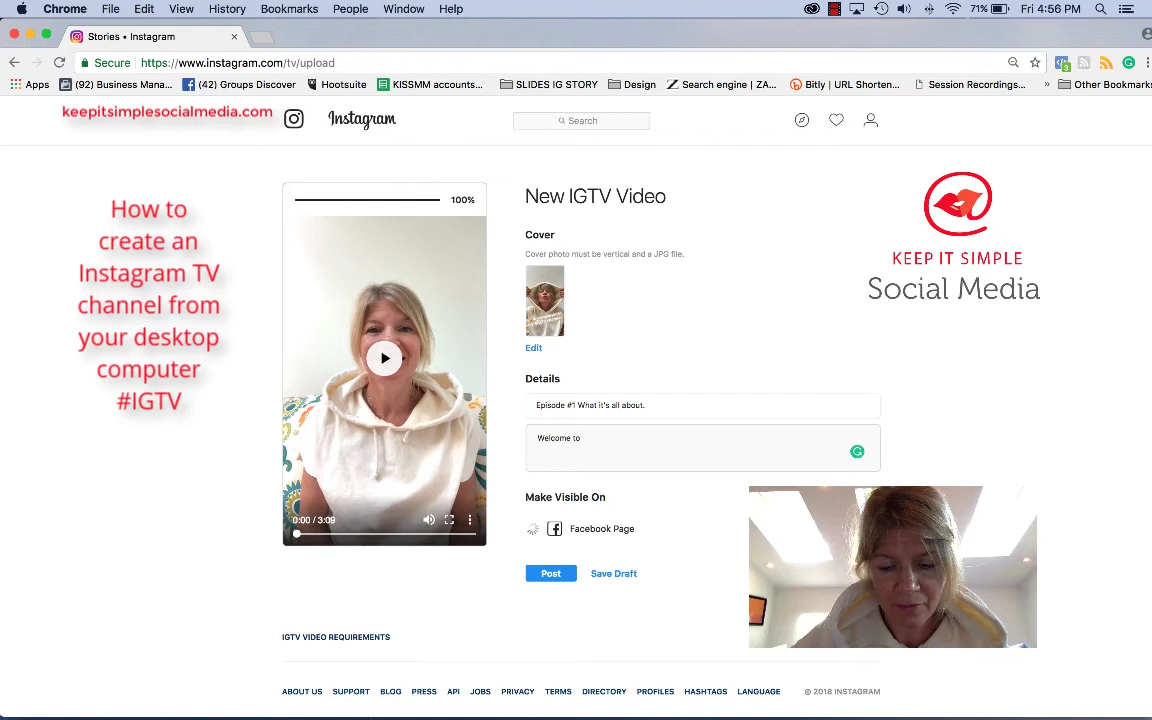 Chrome File Edit View History Bookmarks People Window Help 71% Fri 4:56 PM
Stories • Instagram
Secure https://www.instagram.com/tv/upload
Apps (92) Business Mana... (42) Groups Discover Hootsuite KISSMM accounts... SLIDES IG STORY Design Search engine | ZA... Bitly | URL Shorten... Session Recordings... » Other Bookmarks
keepitsimplesocialmedia.com
Instagram
Search
How to
create an
Instagram TV
channel from
your desktop
computer
#IGTV
100%
0:00 / 3:09
New IGTV Video
Cover
Cover photo must be vertical and a JPG file.
Edit
Details
Episode #1 What it's all about.
Welcome to
Make Visible On
Facebook Page
Post Save Draft
KEEP IT SIMPLE
Social Media
IGTV VIDEO REQUIREMENTS
ABOUT US SUPPORT BLOG PRESS API JOBS PRIVACY TERMS DIRECTORY PROFILES HASHTAGS LANGUAGE © 2018 INSTAGRAM